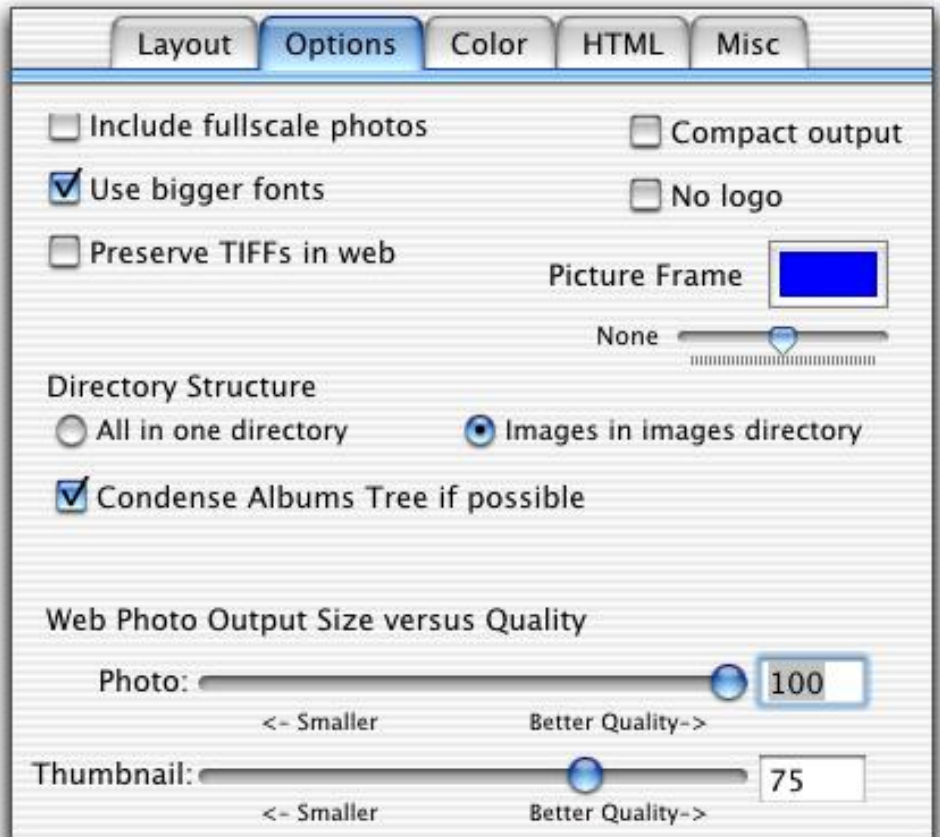 Layout Options Color HTML Misc
Include fullscale photos
Compact output
Use bigger fonts
No logo
Preserve TIFFs in web
Picture Frame
None
Directory Structure
All in one directory
Images in images directory
Condense Albums Tree if possible
Web Photo Output Size versus Quality
Photo: 100
<- Smaller Better Quality->
Thumbnail: 75
<- Smaller Better Quality->